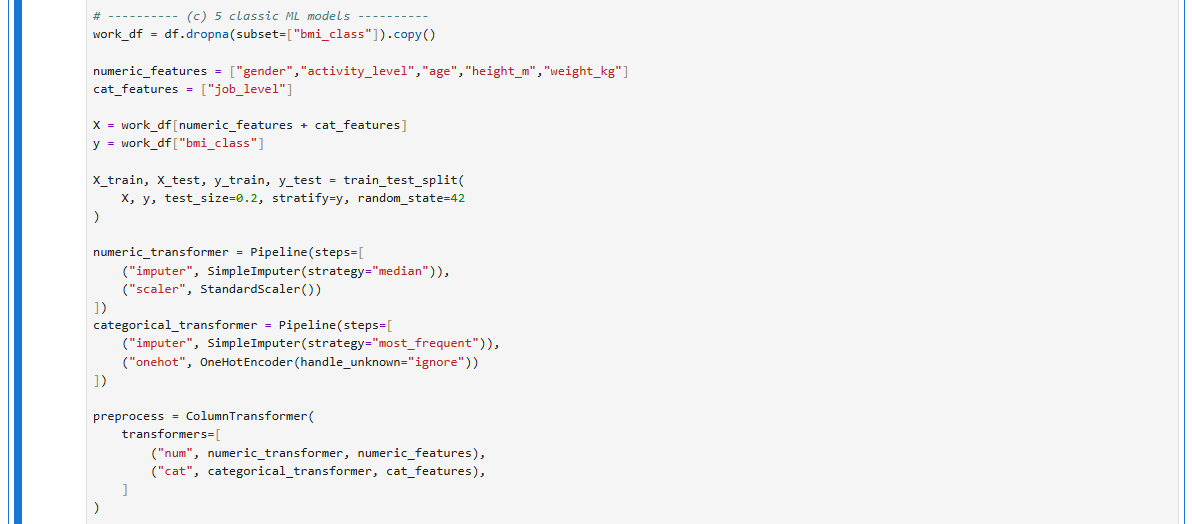 # ---------- (c) 5 classic ML models ----------
work_df = df.dropna(subset=["bmi_class"]).copy()
numeric_features = ["gender","activity_level","age","height_m","weight_kg"]
cat_features = ["job_level"]
X = work_df[numeric_features + cat_features]
y = work_df["bmi_class"]
X_train, X_test, y_train, y_test = train_test_split(
    X, y, test_size=0.2, stratify=y, random_state=42
)
numeric_transformer = Pipeline(steps=[
    ("imputer", SimpleImputer(strategy="median")),
    ("scaler", StandardScaler())
])
categorical_transformer = Pipeline(steps=[
    ("imputer", SimpleImputer(strategy="most_frequent")),
    ("onehot", OneHotEncoder(handle_unknown="ignore"))
])
preprocess = ColumnTransformer(
    transformers=[
        ("num", numeric_transformer, numeric_features),
        ("cat", categorical_transformer, cat_features),
    ]
)